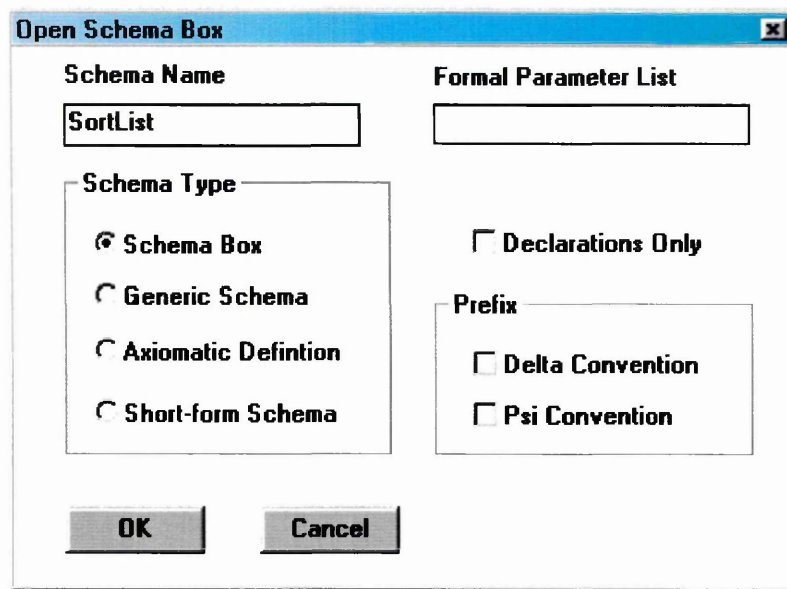 Open Schema Box
Schema Name
Formal Parameter List
SortList
Schema Type
Schema Box
Declarations Only
Generic Schema
Prefix
Axiomatic Defintion
Delta Convention
Short-form Schema
Psi Convention
OK
Cancel